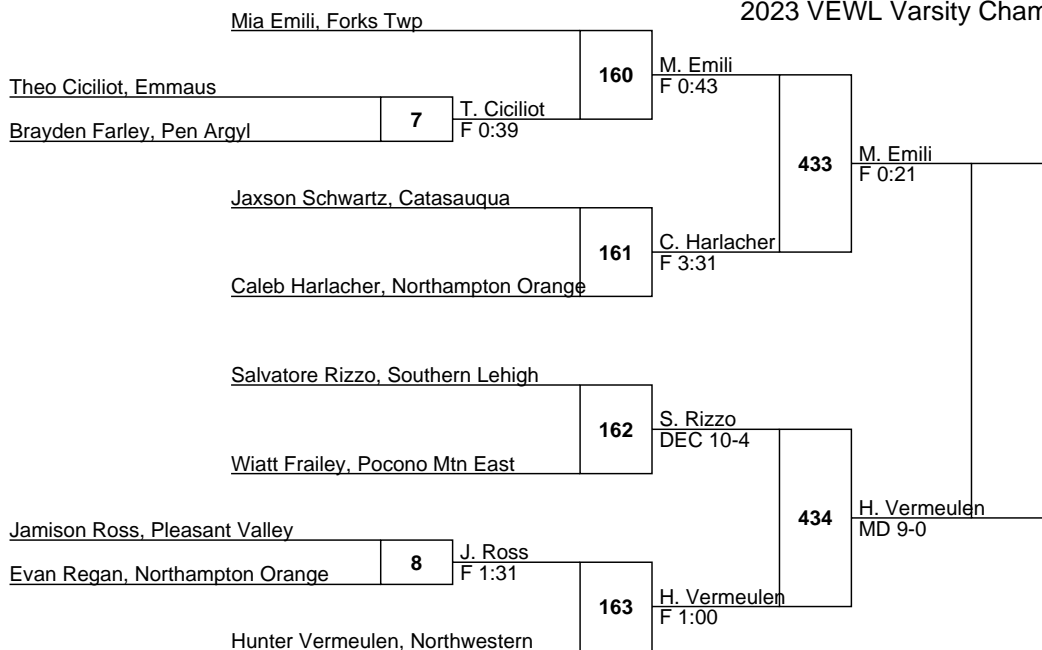 2023 VEWL Varsity Cham
Mia Emili, Forks Twp
160
M. Emili
F 0:43
Theo Ciciliot, Emmaus
7
T. Ciciliot
F 0:39
Brayden Farley, Pen Argyl
433
M. Emili
F 0:21
Jaxson Schwartz, Catasauqua
161
C. Harlacher
F 3:31
Caleb Harlacher, Northampton Orange
Salvatore Rizzo, Southern Lehigh
162
S. Rizzo
DEC 10-4
Wiatt Frailey, Pocono Mtn East
434
H. Vermeulen
MD 9-0
Jamison Ross, Pleasant Valley
8
J. Ross
F 1:31
Evan Regan, Northampton Orange
163
H. Vermeulen
F 1:00
Hunter Vermeulen, Northwestern